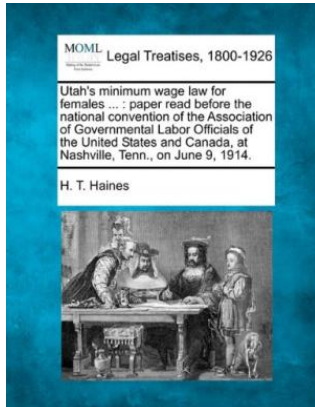 MOML
Legal Treatises, 1800-1926
Utah's minimum wage law for
females ... : paper read before the
national convention of the Association
of Governmental Labor Officials of
the United States and Canada, at
Nashville, Tenn., on June 9, 1914.
H. T. Haines